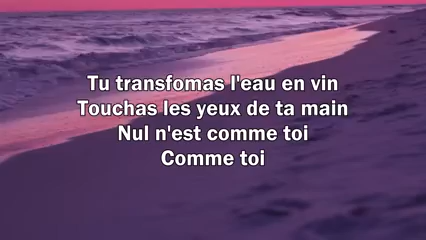 Tu transfomas l'eau en vin
Touchas les yeux de ta main
Nul n'est comme toi
Comme toi